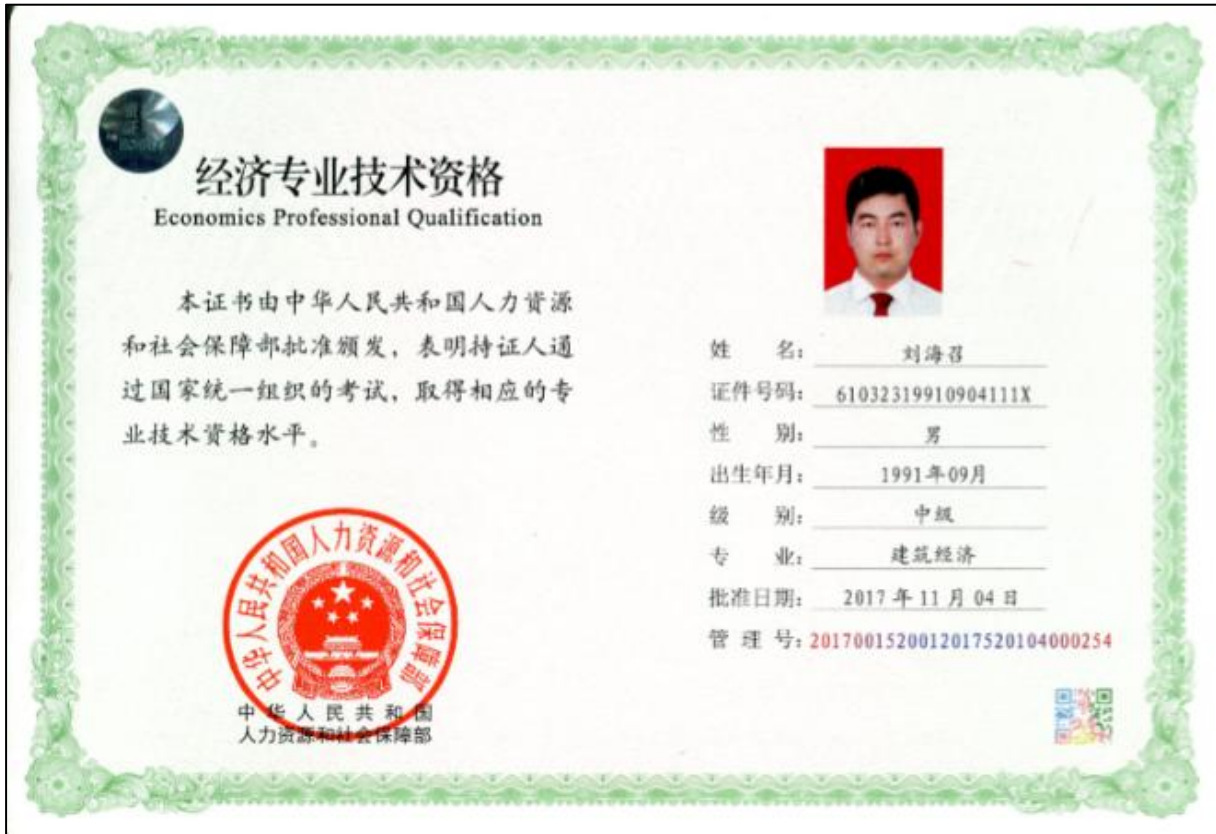 经济专业技术资格
Economics Professional Qualification
本证书由中华人民共和国人力资源
和社会保障部批准颁发，表明持证人通
过国家统一组织的考试，取得相应的专
业技术资格水平。
中华人民共和国人力资源和社会保障部
中华人民共和国
人力资源和社会保障部
姓 名：刘海召
证件号码：61032319910904111X
性 别：男
出生年月：1991年09月
级 别：中级
专 业：建筑经济
批准日期：2017年11月04日
管 理 号：2017001520012017520104000254